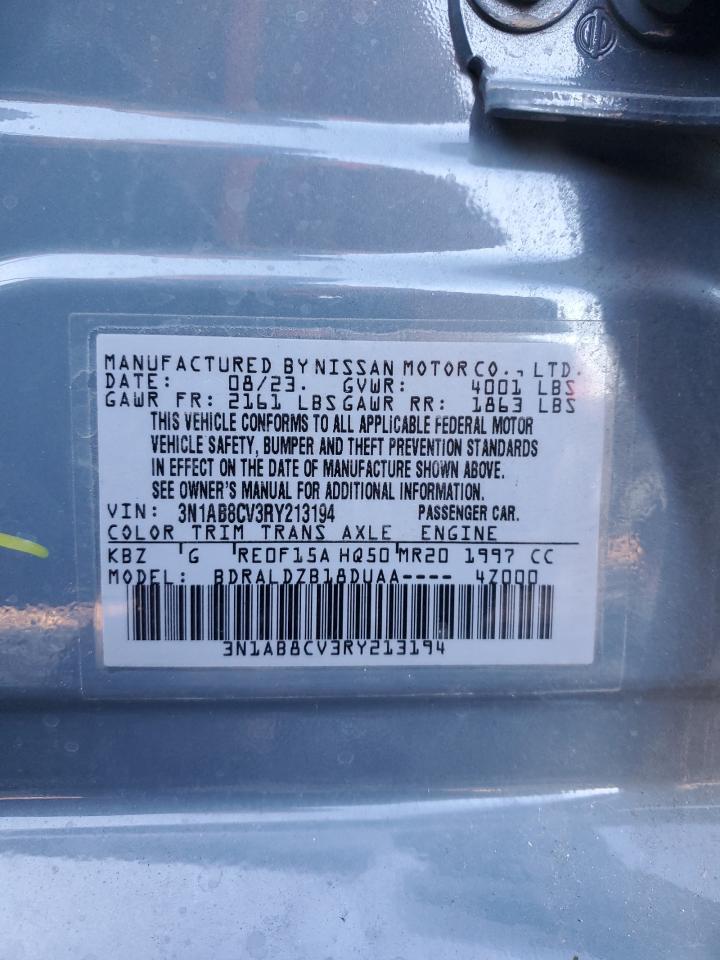 MANUFACTURED BY NISSAN MOTOR CO., LTD.
DATE: 08/23. GVWR: 4001 LBS
GAWR FR: 2161 LBS GAWR RR: 1863 LBS
THIS VEHICLE CONFORMS TO ALL APPLICABLE FEDERAL MOTOR
VEHICLE SAFETY, BUMPER AND THEFT PREVENTION STANDARDS
IN EFFECT ON THE DATE OF MANUFACTURE SHOWN ABOVE.
SEE OWNER'S MANUAL FOR ADDITIONAL INFORMATION.
VIN: 3N1AB8CV3RY213194 PASSENGER CAR.
COLOR TRIM TRANS AXLE ENGINE
KBZ G RE0F15A HQ50 MR20 1997 CC
MODEL: BDRALDZB18DUAA---- 4Z000
3N1AB8CV3RY213194